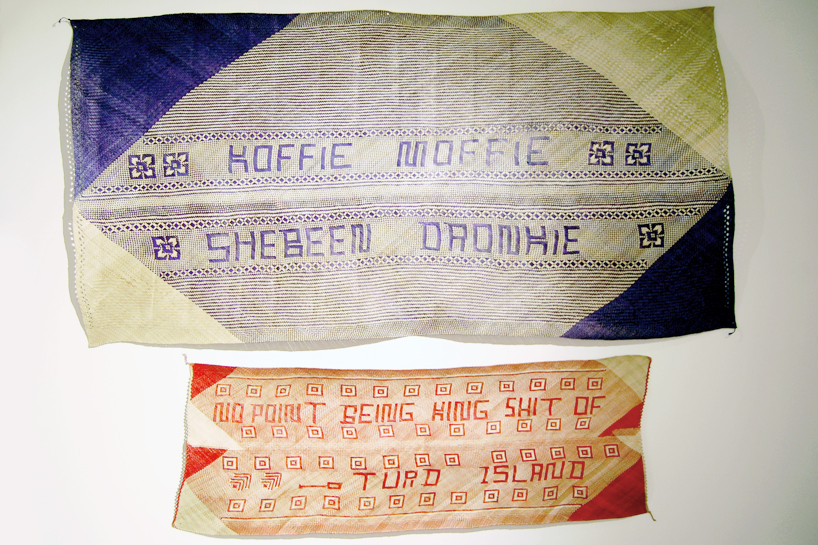 KOFFIE MOFFIE
SHEBEEN DRONKIE
NO POINT BEING KING SHIT OF
TURD ISLAND